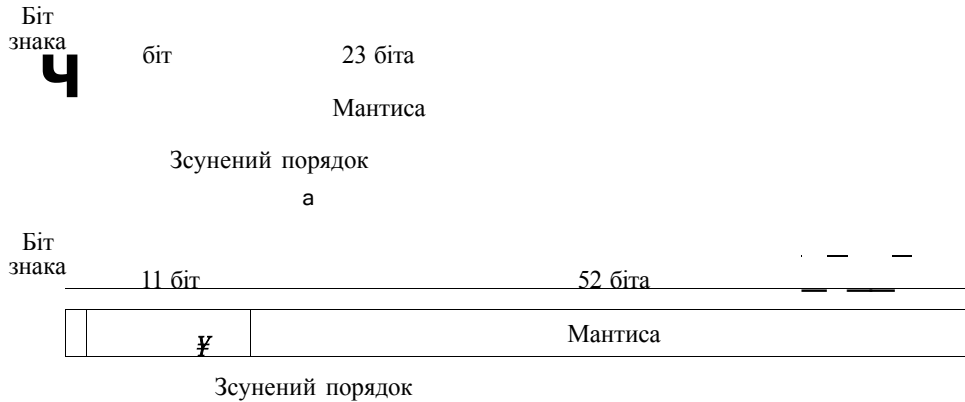 Біт
знака
Ч біт 23 біта
Мантиса
Зсунений порядок
а
Біт
знака
11 біт 52 біта
¥ Мантиса
Зсунений порядок